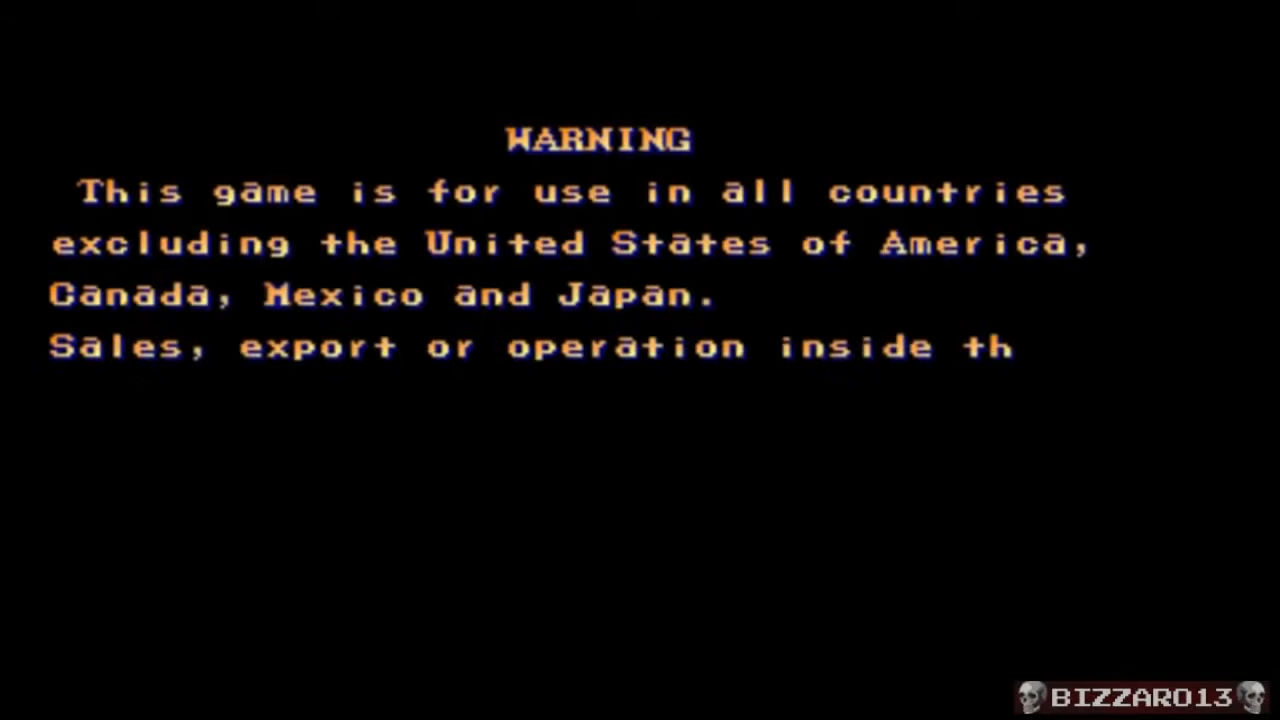 WARNING
This game is for use in all countries
excluding the United States of America,
Canada, Mexico and Japan.
Sales, export or operation inside th
BIZZARO13